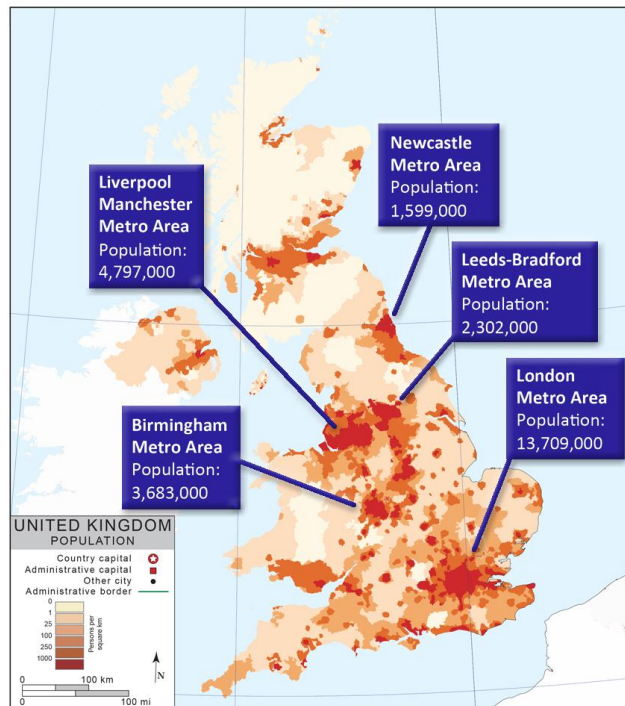 Newcastle
Metro Area
Population:
1,599,000
Liverpool
Manchester
Metro Area
Population:
4,797,000
Leeds-Bradford
Metro Area
Population:
2,302,000
London
Metro Area
Population:
13,709,000
Birmingham
Metro Area
Population:
3,683,000
UNITED KINGDOM
POPULATION
Country capital
Administrative capital
Other city
Administrative border
0
1
25
100
250
1000
Persons per
square km
N
0 100 km
0 100 mi